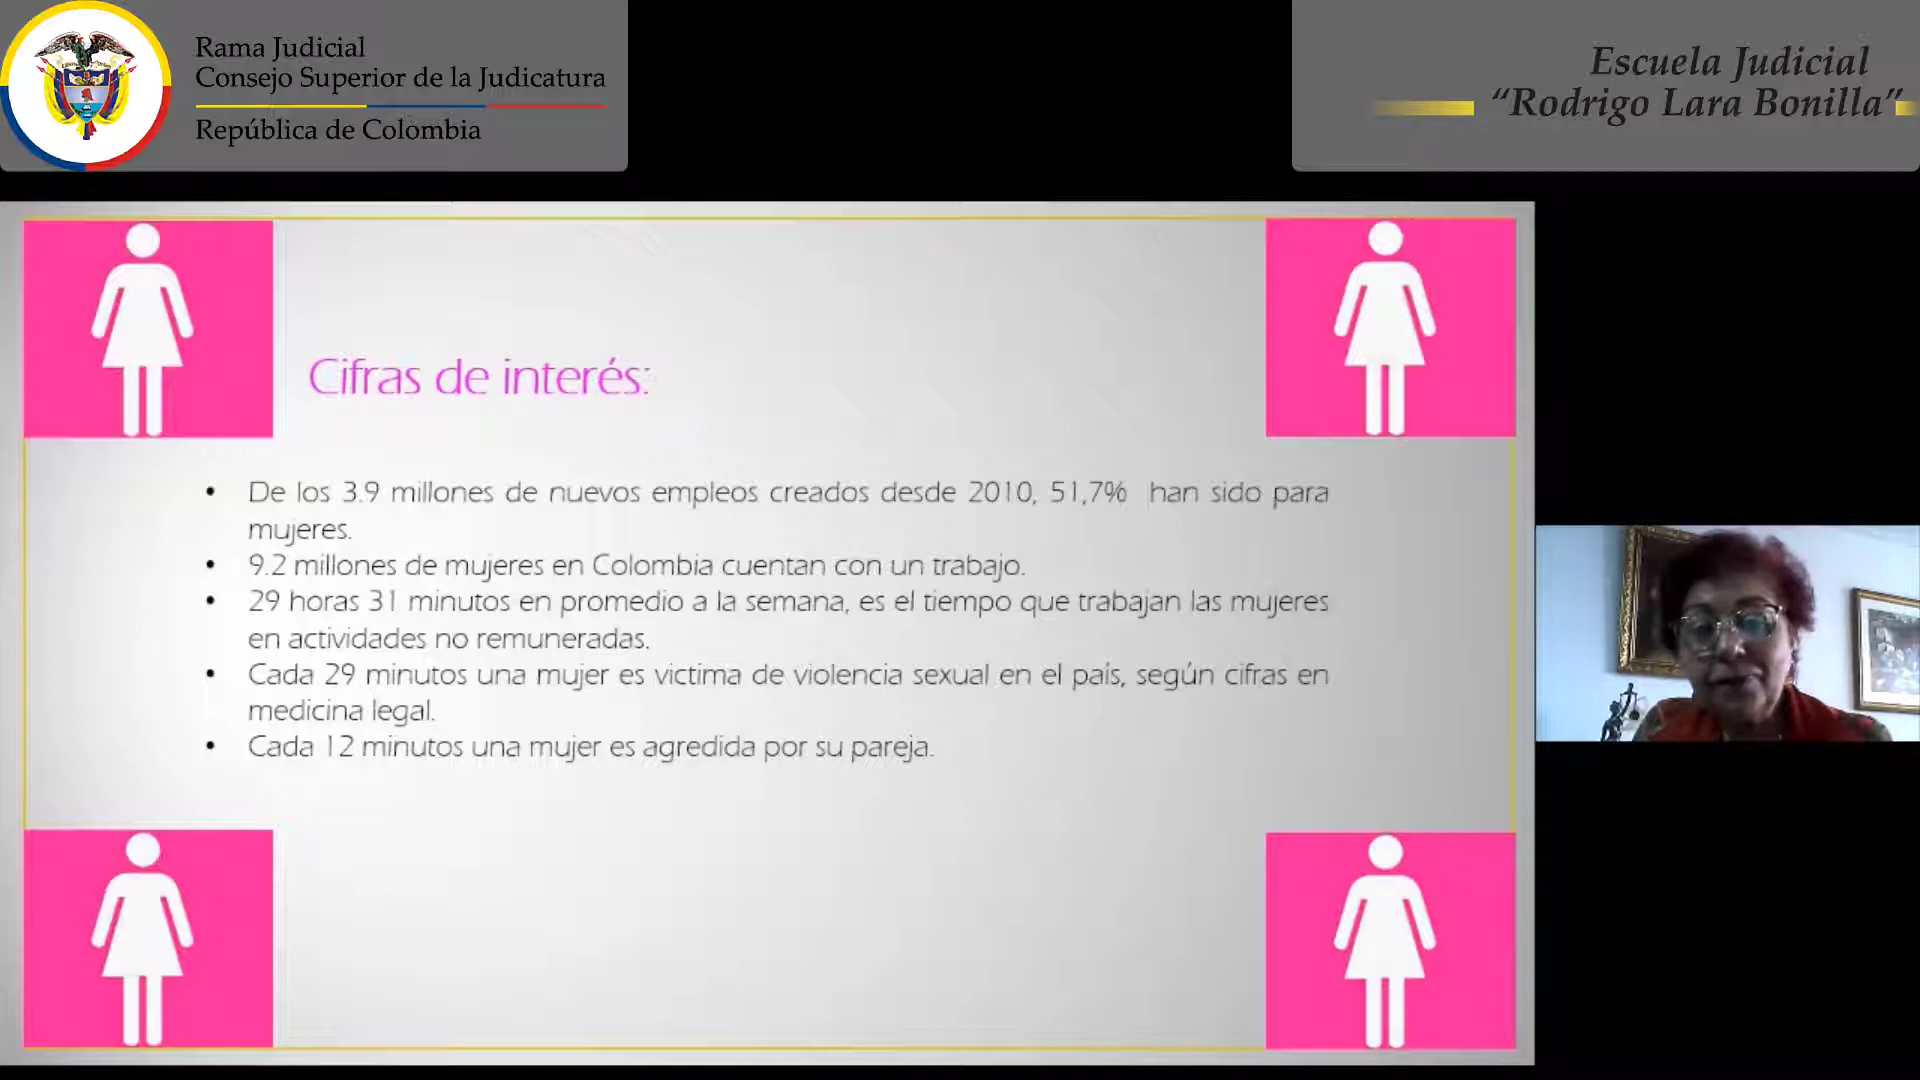 Rama Judicial
Consejo Superior de la Judicatura
República de Colombia
Escuela Judicial
“Rodrigo Lara Bonilla”
Cifras de interés:
• De los 3.9 millones de nuevos empleos creados desde 2010, 51,7% han sido para
mujeres.
• 9.2 millones de mujeres en Colombia cuentan con un trabajo.
• 29 horas 31 minutos en promedio a la semana, es el tiempo que trabajan las mujeres
en actividades no remuneradas.
• Cada 29 minutos una mujer es victima de violencia sexual en el país, según cifras en
medicina legal.
• Cada 12 minutos una mujer es agredida por su pareja.